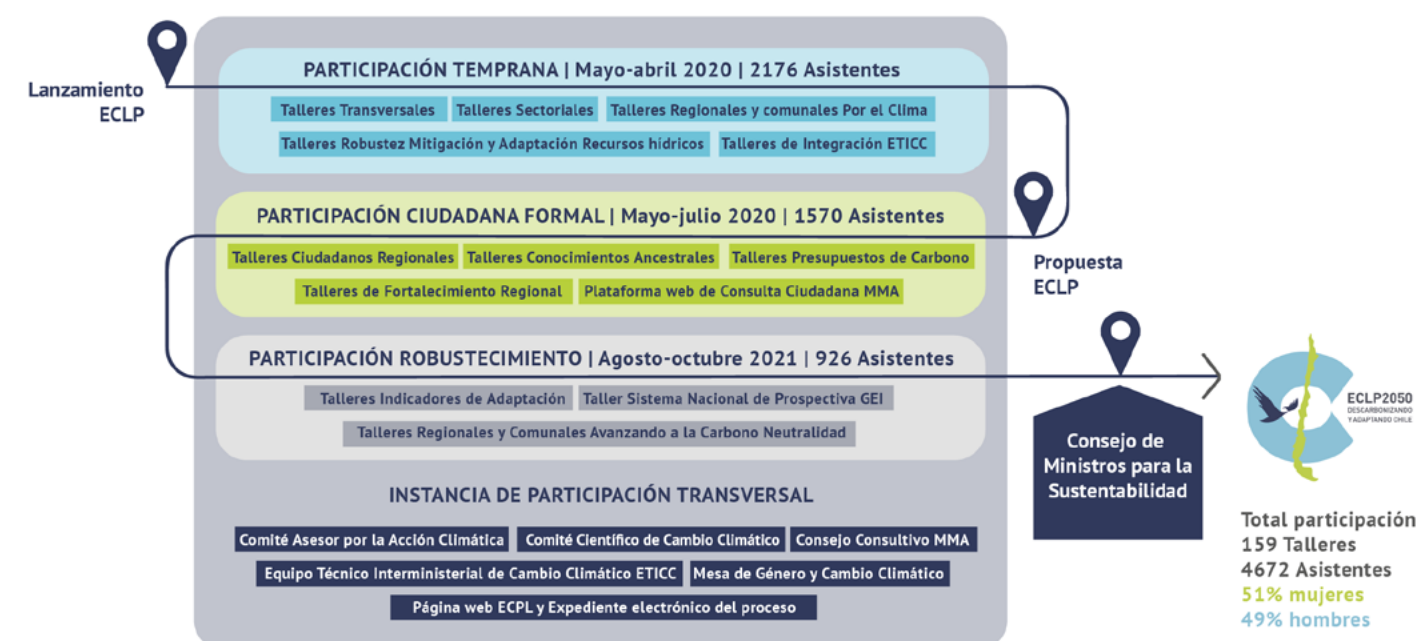 Lanzamiento
ECLP
PARTICIPACIÓN TEMPRANA | Mayo-abril 2020 | 2176 Asistentes
Talleres Transversales
Talleres Sectoriales
Talleres Regionales y comunales Por el Clima
Talleres Robustez Mitigación y Adaptación Recursos hídricos
Talleres de Integración ETICC
PARTICIPACIÓN CIUDADANA FORMAL | Mayo-julio 2020 | 1570 Asistentes
Talleres Ciudadanos Regionales
Talleres Conocimientos Ancestrales
Talleres Presupuestos de Carbono
Talleres de Fortalecimiento Regional
Plataforma web de Consulta Ciudadana MMA
Propuesta
ECLP
PARTICIPACIÓN ROBUSTECIMIENTO | Agosto-octubre 2021 | 926 Asistentes
Talleres Indicadores de Adaptación
Taller Sistema Nacional de Prospectiva GEI
Talleres Regionales y Comunales Avanzando a la Carbono Neutralidad
INSTANCIA DE PARTICIPACIÓN TRANSVERSAL
Comité Asesor por la Acción Climática
Comité Científico de Cambio Climático
Consejo Consultivo MMA
Equipo Técnico Interministerial de Cambio Climático ETICC
Mesa de Género y Cambio Climático
Página web ECPL y Expediente electrónico del proceso
Consejo de
Ministros para la
Sustentabilidad
ECLP2050
DESCARBONIZANDO
Y ADAPTANDO CHILE
Total participación
159 Talleres
4672 Asistentes
51% mujeres
49% hombres